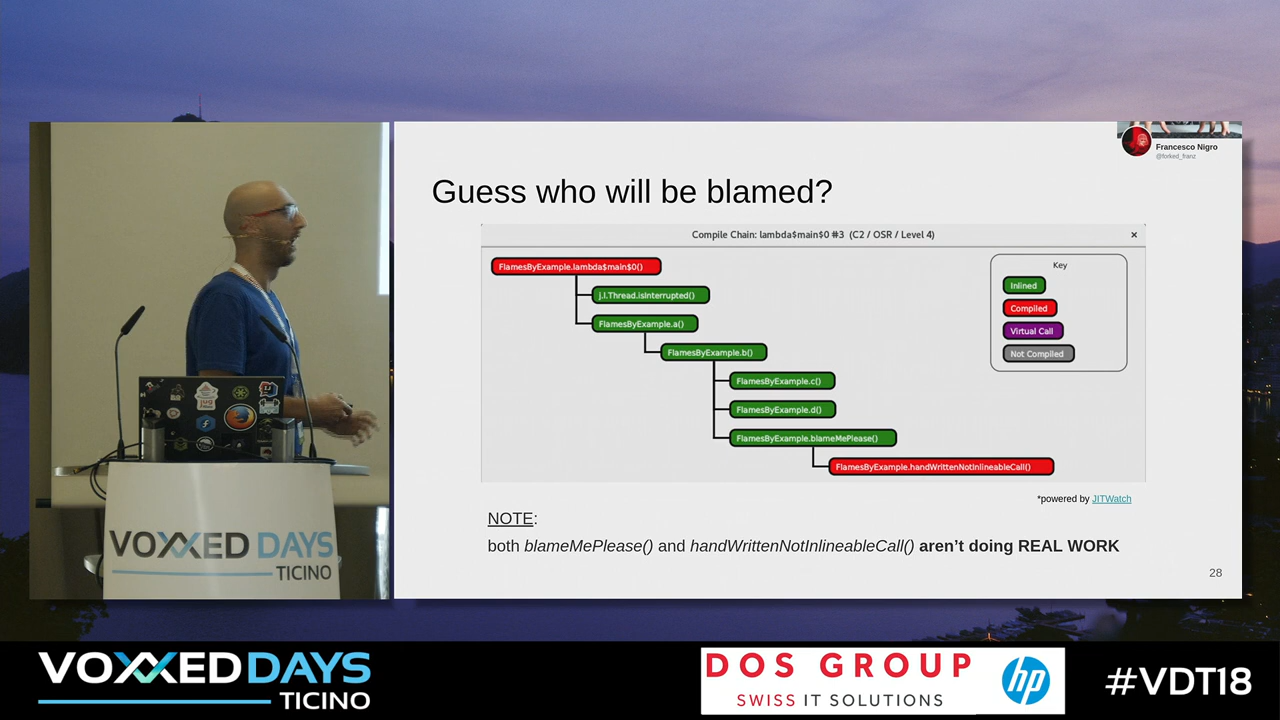 Francesco Nigro
@forked_franz
Guess who will be blamed?
Compile Chain: lambda$main$0 #3 (C2 / OSR / Level 4)
×
FlamesByExample.lambda$main$0()
j.l.Thread.isInterrupted()
FlamesByExample.a()
FlamesByExample.b()
FlamesByExample.c()
FlamesByExample.d()
FlamesByExample.blameMePlease()
FlamesByExample.handWrittenNotInlineableCall()
Key
Inlined
Compiled
Virtual Call
Not Compiled
*powered by JITWatch
NOTE:
both blameMePlease() and handWrittenNotInlineableCall() aren't doing REAL WORK
28
VOXXED DAYS
TICINO
VOXXED DAYS
TICINO
DOS GROUP
SWISS IT SOLUTIONS
hp
#VDT18